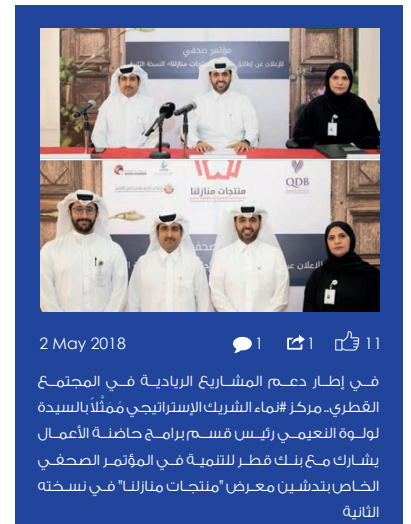 مؤتمر صحفي
منتجات منازلنا
QDB
2 May 2018
1
1
11
في إطار دعم المشاريع الريادية في المجتمع
القطري.. مركز #نماء الشريك الإستراتيجي مُمَثَّلاً بالسيدة
لولوة النعيمي رئيس قسم برامج حاضنة الأعمال
يشارك مع بنك قطر للتنمية في المؤتمر الصحفي
الخاص بتدشين معرض "منتجات منازلنا" في نسخته
الثانية